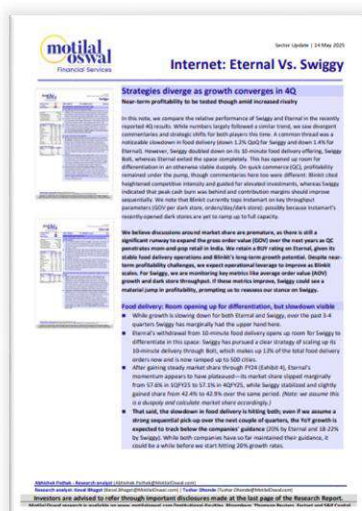 motilal
oswal
Financial Services
Sector Update | 14 May 2025
Internet: Eternal Vs. Swiggy
Strategies diverge as growth converges in 4Q
Near-term profitability to be tested though amid increased rivalry
In this note, we compare the relative performance of Swiggy and Eternal in the recently
reported 4Q results. While numbers largely followed a similar trend, we saw divergent
commentaries and strategic shifts for both players this time. A common thing was a
noticeable slowdown in food delivery (down 1.2% QoQ for Swiggy and down 1.4% for
Eternal). However, Swiggy doubled down on its 10-minute food delivery offering, Swiggy
Bolt, whereas Eternal exited the space completely. This has opened up room for
differentiation in an otherwise stable duopoly. On quick commerce (QC), profitability
remained under the pump, though commentaries here too were different: Blinkit cited
heightened competitive intensity and guided for elevated investments, whereas Swiggy
indicated that peak cash burn was behind and contribution margins should improve
sequentially. We note that Blinkit currently tops Instamart on key throughput
parameters (GOV per dark store, orders/day/dark store): possibly because Instamart's
recently-opened dark stores are yet to ramp up to full capacity.
We believe discussions around market share are premature, as there is still a
significant runway to expand the gross order value (GOV) over the next years as QC
penetrates mom-and-pop retail in India. We retain a BUY rating on Eternal, given its
stable food delivery operations and Blinkit's long-term growth potential. Despite near-
term profitability challenges, we expect operational leverage to improve as Blinkit
scales. For Swiggy, we are monitoring key metrics like average order value (AOV)
growth and dark store throughput. If these metrics improve, Swiggy could see a
material jump in profitability, prompting us to reassess our stance on Swiggy.
Food delivery: Room opening up for differentiation, but slowdown visible
■ While growth is slowing down for both Eternal and Swiggy, over the past 3-4
quarters Swiggy has marginally had the upper hand here.
■ Eternal's withdrawal from 10-minute food delivery opens up room for Swiggy to
differentiate in this space: Swiggy has pursued a clear strategy of scaling up its
10-minute delivery through Bolt, which makes up 12% of the total food delivery
orders now and is now ramped up to 500 cities.
■ After gaining steady market share through FY24 (Exhibit 4), Eternal's
momentum appears to have plateaued—its market share slipped marginally
from 57.6% in 1QFY25 to 57.1% in 4QFY25, while Swiggy stabilized and slightly
gained share from 42.4% to 42.9% over the same period. (Note: we assume this
is a duopoly and calculate market share accordingly.)
■ That said, the slowdown in food delivery is hitting both; even if we assume a
strong sequential pick-up over the next couple of quarters, the YoY growth is
expected to track below the companies' guidance (20% by Eternal and 18-22%
by Swiggy). While both companies have so far maintained their guidance, it
could be a while before we start hitting 20% growth rates.
Abhishek Pathak - Research analyst (Abhishek.Pathak@MotilalOswal.com)
Research analyst: Keval Bhagat (Keval.Bhagat@MotilalOswal.com) | Tushar Dhonde (Tushar.Dhonde@MotilalOswal.com)
Investors are advised to refer through important disclosures made at the last page of the Research Report.